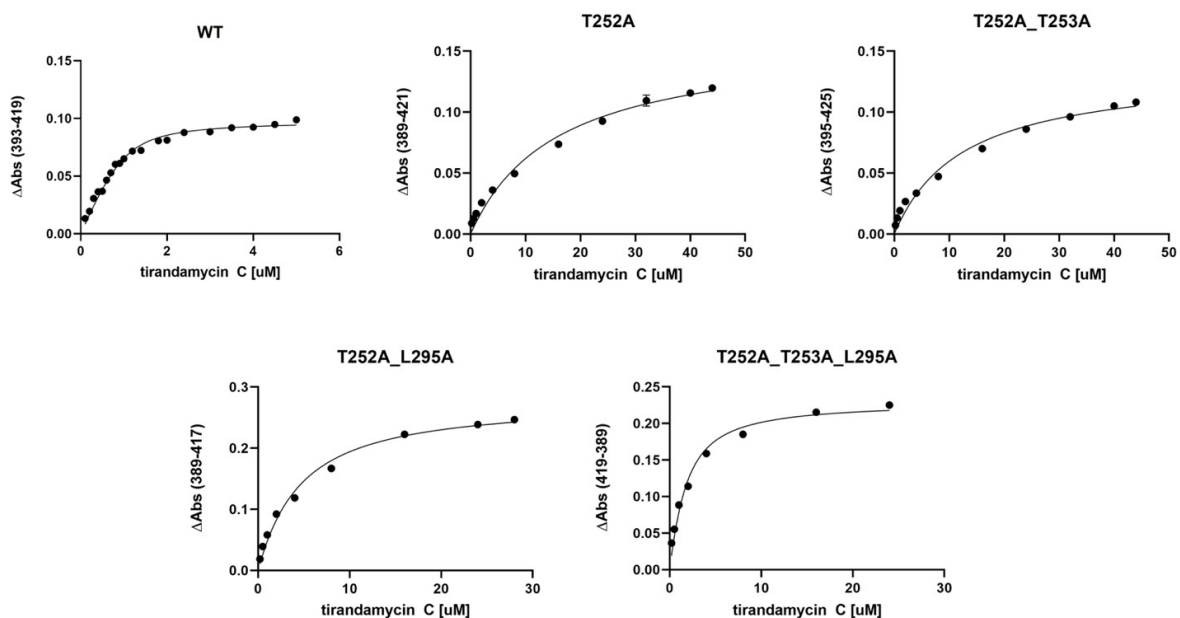 WT
ΔAbs (393-419)
0.15
0.10
0.05
0.00
0 2 4 6
tirandamycin C [uM]
T252A
ΔAbs (389-421)
0.15
0.10
0.05
0.00
0 10 20 30 40 50
tirandamycin C [uM]
T252A_T253A
ΔAbs (395-425)
0.15
0.10
0.05
0.00
0 10 20 30 40 50
tirandamycin C [uM]
T252A_L295A
ΔAbs (389-417)
0.3
0.2
0.1
0.0
0 10 20 30
tirandamycin C [uM]
T252A_T253A_L295A
ΔAbs (419-389)
0.25
0.20
0.15
0.10
0.05
0.00
0 10 20 30
tirandamycin C [uM]